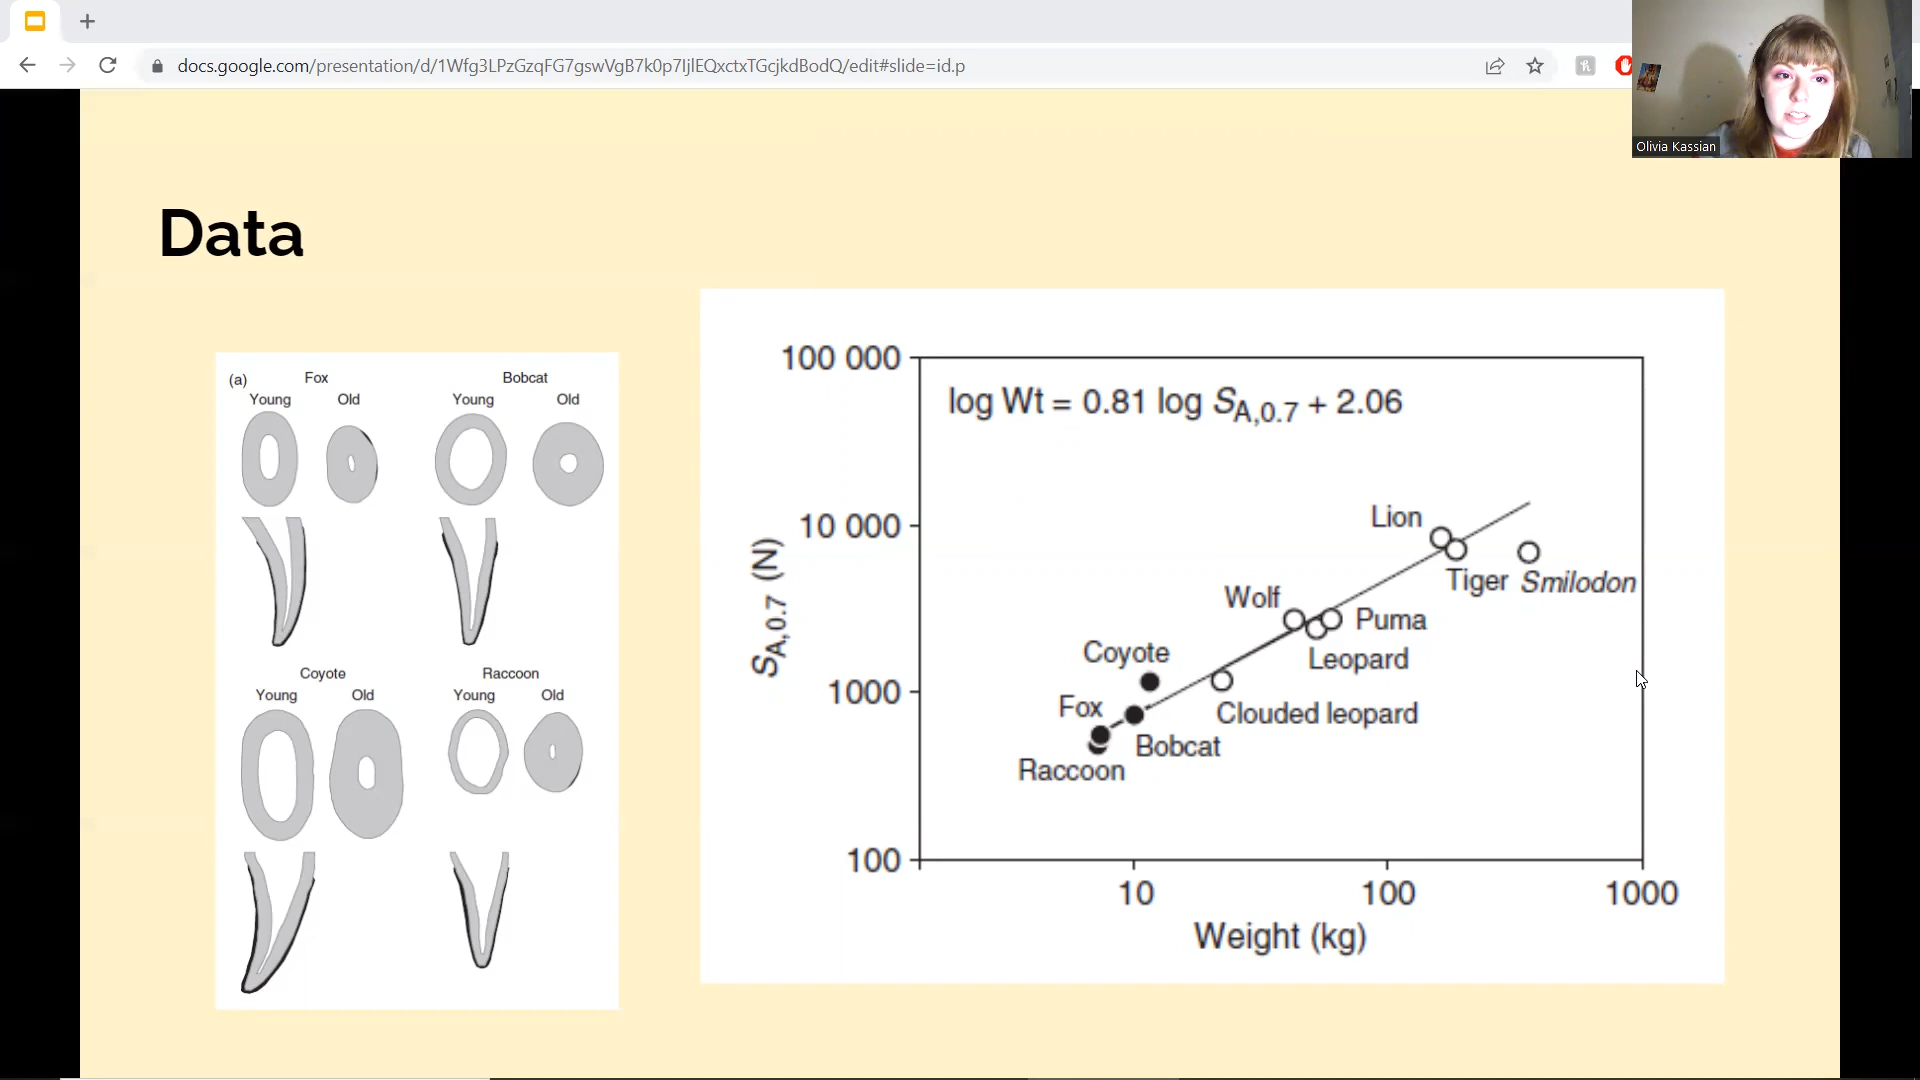 docs.google.com/presentation/d/1Wfg3LPzGzqFG7gswVgB7k0p7IjlEQxctxTGcjkdBodQ/edit#slide=id.p
Olivia Kassian
Data
(a)
Fox
Bobcat
Young Old
Young Old
Coyote
Raccoon
Young Old
Young Old
100 000
10 000
1000
100
S_A,0.7 (N)
log Wt = 0.81 log S_A,0.7 + 2.06
Lion
Tiger Smilodon
Wolf
Puma
Leopard
Coyote
Clouded leopard
Fox
Bobcat
Raccoon
10 100 1000
Weight (kg)